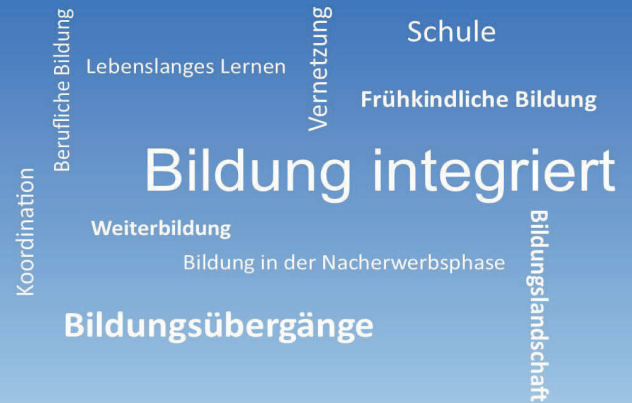 Berufliche Bildung
Lebenslanges Lernen
Vernetzung
Schule
Frühkindliche Bildung
Bildung integriert
Koordination
Weiterbildung
Bildung in der Nacherwerbsphase
Bildungslandschaft
Bildungsübergänge